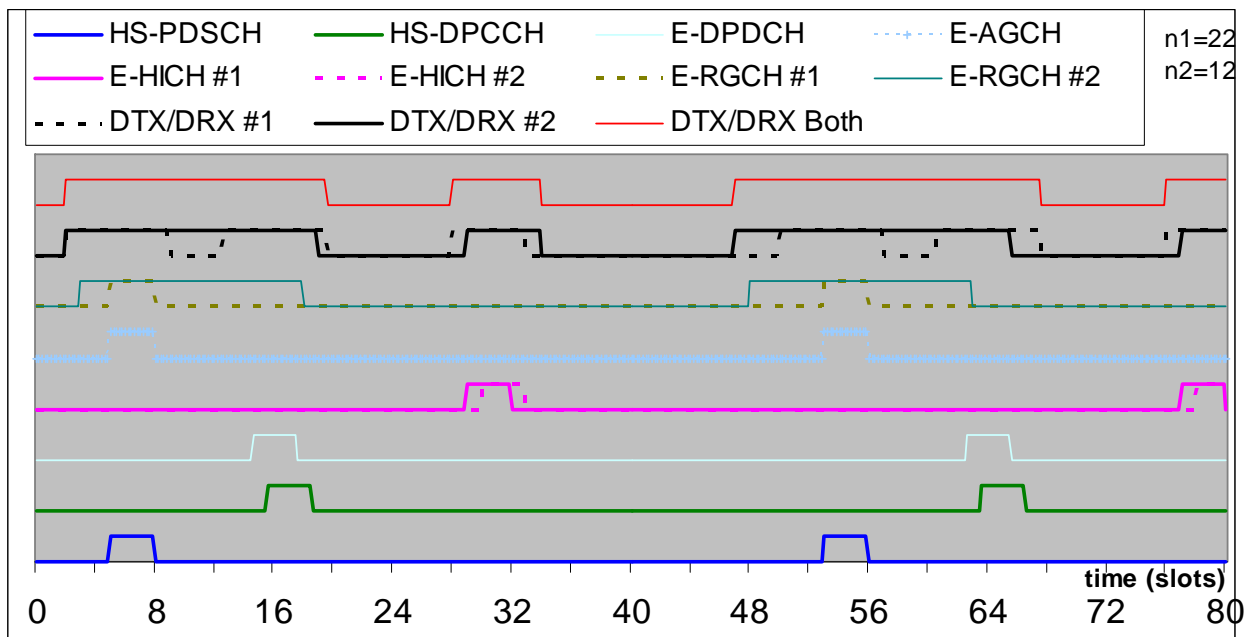 HS-PDSCH HS-DPCCH E-DPDCH E-AGCH
n1=22
E-HICH #1 E-HICH #2 E-RGCH #1 E-RGCH #2
n2=12
DTX/DRX #1 DTX/DRX #2 DTX/DRX Both
time (slots)
0 8 16 24 32 40 48 56 64 72 80